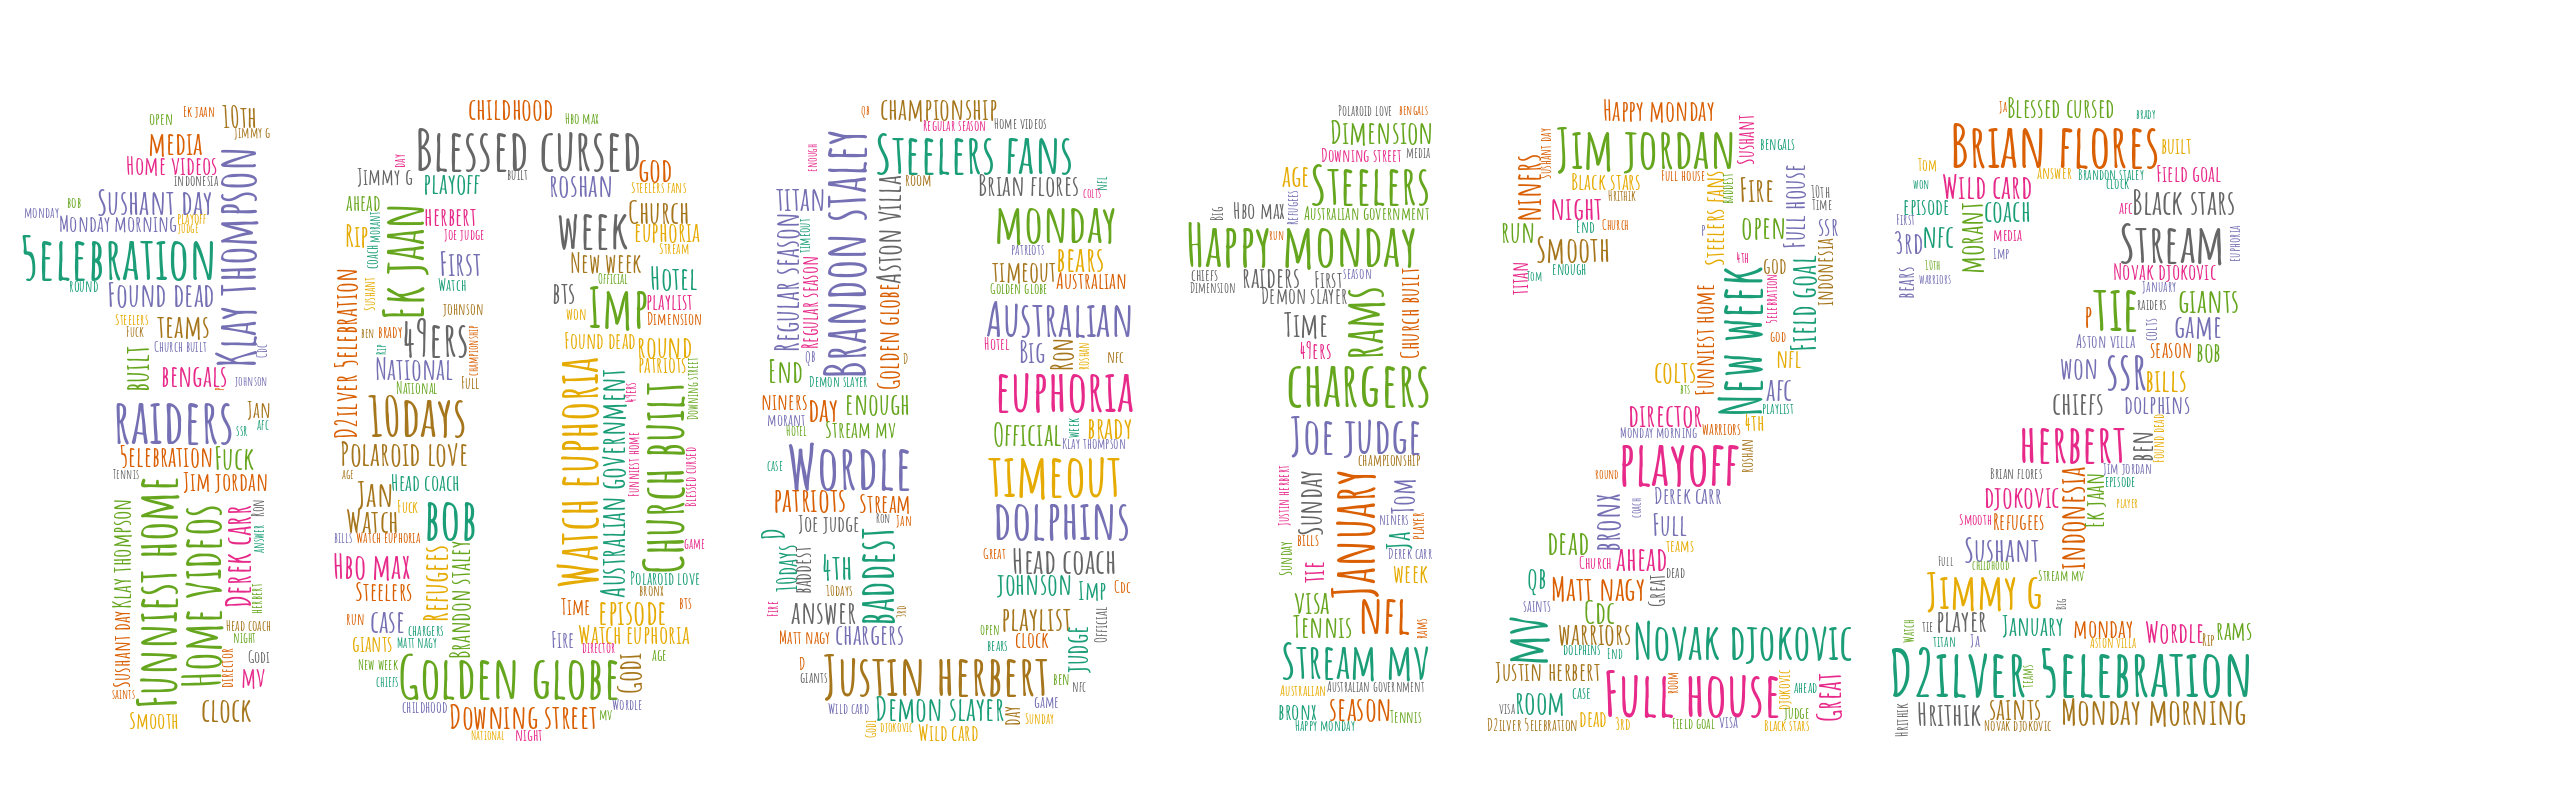 open
Ek jaan
10th
Jimmy G
media
Home videos
Indonesia
Klay Thompson
Sushant day
bob
Monday
Monday morning
playoff
Judge
5elebration
round
Found dead
Steelers
Fuck
teams
Church built
CDC
built
bengals
Johnson
raiders
Jan
AFC
SSR
5elebration
Fuck
Tennis
Jim Jordan
Klay Thompson
Funniest home
Home videos
Derek Carr
Ron
answer
Herbert
Sushant day
Head coach
night
Godi
director
MV
saints
Smooth
clock
childhood
Hbo max
Blessed cursed
day
built
Jimmy G
playoff
Roshan
God
Steelers fans
ahead
Morant
coach
Rip
Ek jaan
Herbert
Joe Judge
First
Watch
week
Church
euphoria
Stream
New week
Official
Hotel
BTS
won
Imp
playlist
Dimension
D2ilver 5elebration
Sushant
Johnson
Ben
Brady
49ers
championship
Rip
National
National
Full
Found dead
round
patriots
Downing street
10days
Polaroid love
age
Head coach
Jan
Fuck
Watch
bob
bills
Watch euphoria
Watch euphoria
Australian government
49ers
Funniest home
Church built
Blessed cursed
game
Hbo max
Steelers
Refugees
Brandon Staley
run
case
chargers
giants
Matt Nagy
New week
chiefs
Polaroid love
Bronx
Time
episode
BTS
Fire
Watch euphoria
director
age
Golden Globe
Godi
childhood
Wordle
Downing street
MV
National
night
QB
championship
Regular season
Home videos
enough
Brandon Staley
Steelers fans
room
Brian Flores
colts
NFL
Titan
Aston villa
Regular season
timeout
Regular season
Monday
patriots
timeout
bears
Golden Globe
Australian
Golden Globe
D
QB
Demon slayer
End
Australian
Hotel
Big
Ron
Roshan
NFC
niners
day
enough
Morant
Hotel
Stream MV
euphoria
Official
week
Brady
Klay Thompson
case
Wordle
patriots
Stream
Joe Judge
Ron
Jan
timeout
dolphins
D
10days
baddest
4th
10days
baddest
Great
Head coach
Johnson
Imp
Cdc
Fire
answer
3rd
Matt Nagy
chargers
open
playlist
clock
bears
Judge
Official
D
giants
Justin Herbert
Ben
NFC
Wild card
Demon slayer
day
game
Sunday
Godi
Djokovic
Wild card
Polaroid love
bengals
Dimension
Downing street
media
age
Steelers
Big
Hbo max
Refugees
Australian government
Happy Monday
run
chiefs
Dimension
raiders
First
season
Demon slayer
Time
49ers
rams
Church built
chargers
Joe Judge
championship
Justin Herbert
Sunday
January
Tom
niners
player
bills
Ja
Derek Carr
Sunday
tie
week
visa
Tennis
NFL
rams
Stream MV
Australian
Australian government
Bronx
season
Tennis
Happy Monday
Happy Monday
Sushant day
Jim Jordan
Sushant
bengals
niners
Black stars
Full house
Hrithik
Steelers fans
baddest
Fire
Full house
10th
Time
night
End
Church
run
Smooth
enough
P
open
SSR
Titan
Tom
4th
God
Indonesia
New week
5elebration
Field goal
God
Funniest home
NFL
colts
BTS
AFC
playlist
director
Monday morning
warriors
4th
Roshan
round
playoff
Derek Carr
Bronx
coach
Full
teams
dead
Church
ahead
dead
QB
Matt Nagy
Great
saints
Cdc
MV
warriors
dolphins
End
Novak Djokovic
Justin Herbert
visa
room
case
Full house
room
Djokovic
ahead
Judge
Great
D2ilver 5elebration
dead
3rd
Field goal
visa
Black stars
Ja
Blessed cursed
Brady
Brian Flores
built
Tom
answer
Brandon Staley
Field goal
won
Wild card
clock
episode
First
Morant
coach
AFC
Black stars
3rd
NFC
media
Imp
Stream
euphoria
10th
warriors
bears
Novak Djokovic
January
tie
raiders
giants
P
colts
game
Aston villa
season
bob
won
SSR
bills
chiefs
dolphins
Herbert
Ben
Found dead
Brian Flores
Jim Jordan
Indonesia
Ek jaan
episode
Djokovic
player
Smooth
Refugees
Sushant
Full
childhood
Stream MV
Jimmy G
Big
Watch
tie
player
Titan
Ja
January
Monday
Aston villa
Wordle
Rip
rams
D2ilver 5elebration
teams
Hrithik
Hrithik
saints
Novak Djokovic
Monday morning